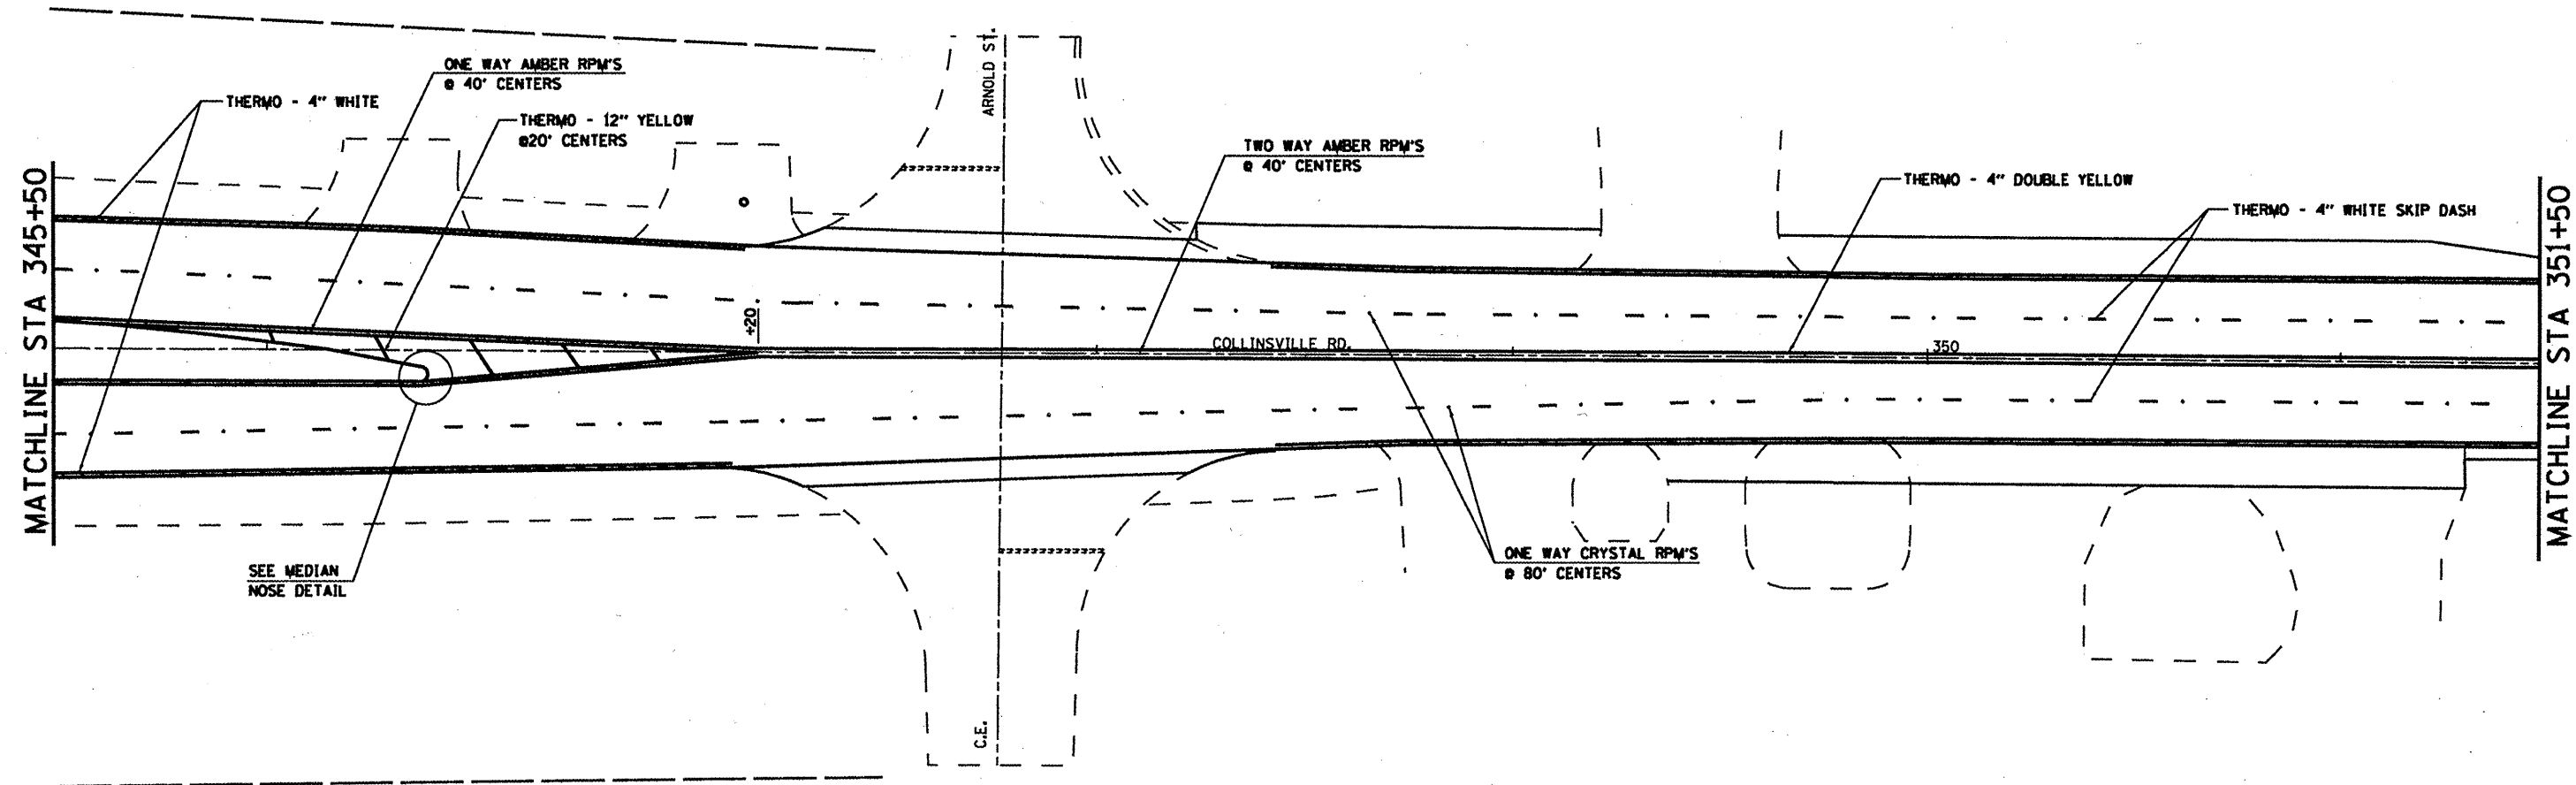 ONE WAY AMBER RPM'S
@ 40' CENTERS
THERMO - 4" WHITE
THERMO - 12" YELLOW
@20' CENTERS
ARNOLD ST.
TWO WAY AMBER RPM'S
@ 40' CENTERS
THERMO - 4" DOUBLE YELLOW
THERMO - 4" WHITE SKIP DASH
MATCHLINE STA 345+50
+20
COLLINSVILLE RD.
350
MATCHLINE STA 351+50
ONE WAY CRYSTAL RPM'S
@ 80' CENTERS
SEE MEDIAN
NOSE DETAIL
C.E.